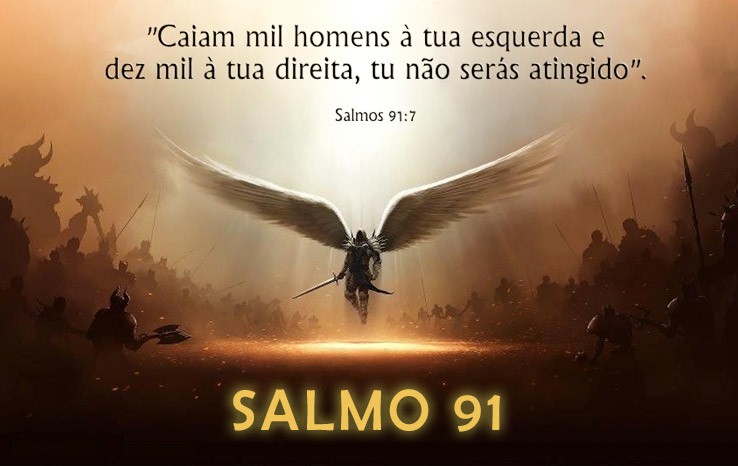 "Caiam mil homens à tua esquerda e
dez mil à tua direita, tu não serás atingido".
Salmos 91:7
SALMO 91